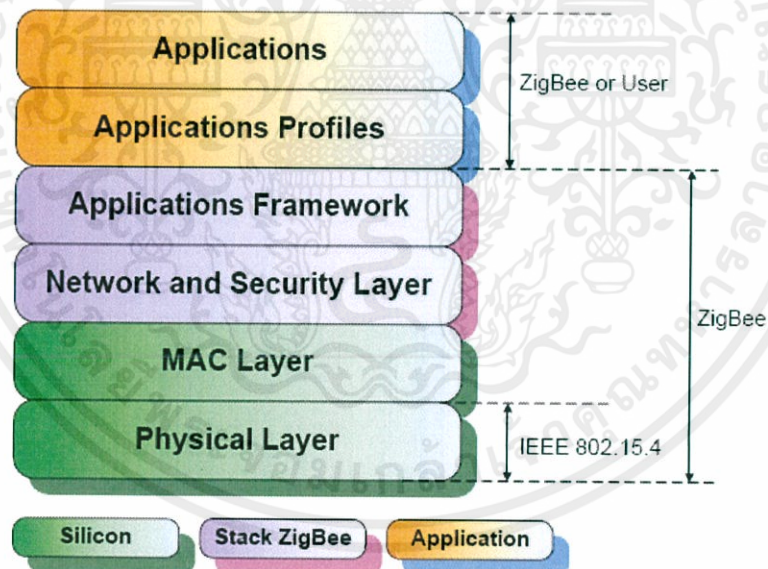 Applications
ZigBee or User
Applications Profiles
Applications Framework
Network and Security Layer
ZigBee
MAC Layer
Physical Layer
IEEE 802.15.4
Silicon
Stack ZigBee
Application